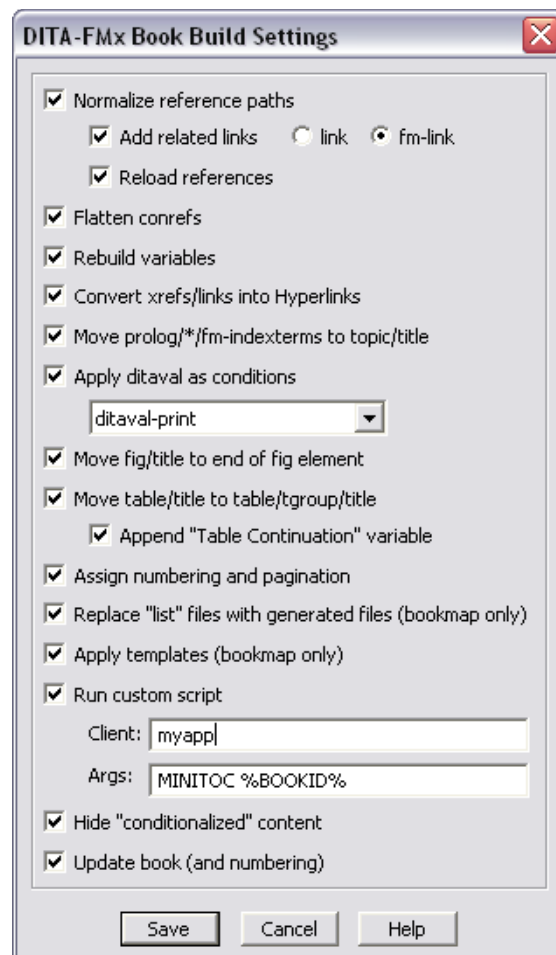 DITA-FMx Book Build Settings
Normalize reference paths
Add related links link fm-link
Reload references
Flatten conrefs
Rebuild variables
Convert xrefs/links into Hyperlinks
Move prolog/*/fm-indexterms to topic/title
Apply ditaval as conditions
ditaval-print
Move fig/title to end of fig element
Move table/title to table/tgroup/title
Append "Table Continuation" variable
Assign numbering and pagination
Replace "list" files with generated files (bookmap only)
Apply templates (bookmap only)
Run custom script
Client: myapp
Args: MINITOC %BOOKID%
Hide "conditionalized" content
Update book (and numbering)
Save Cancel Help